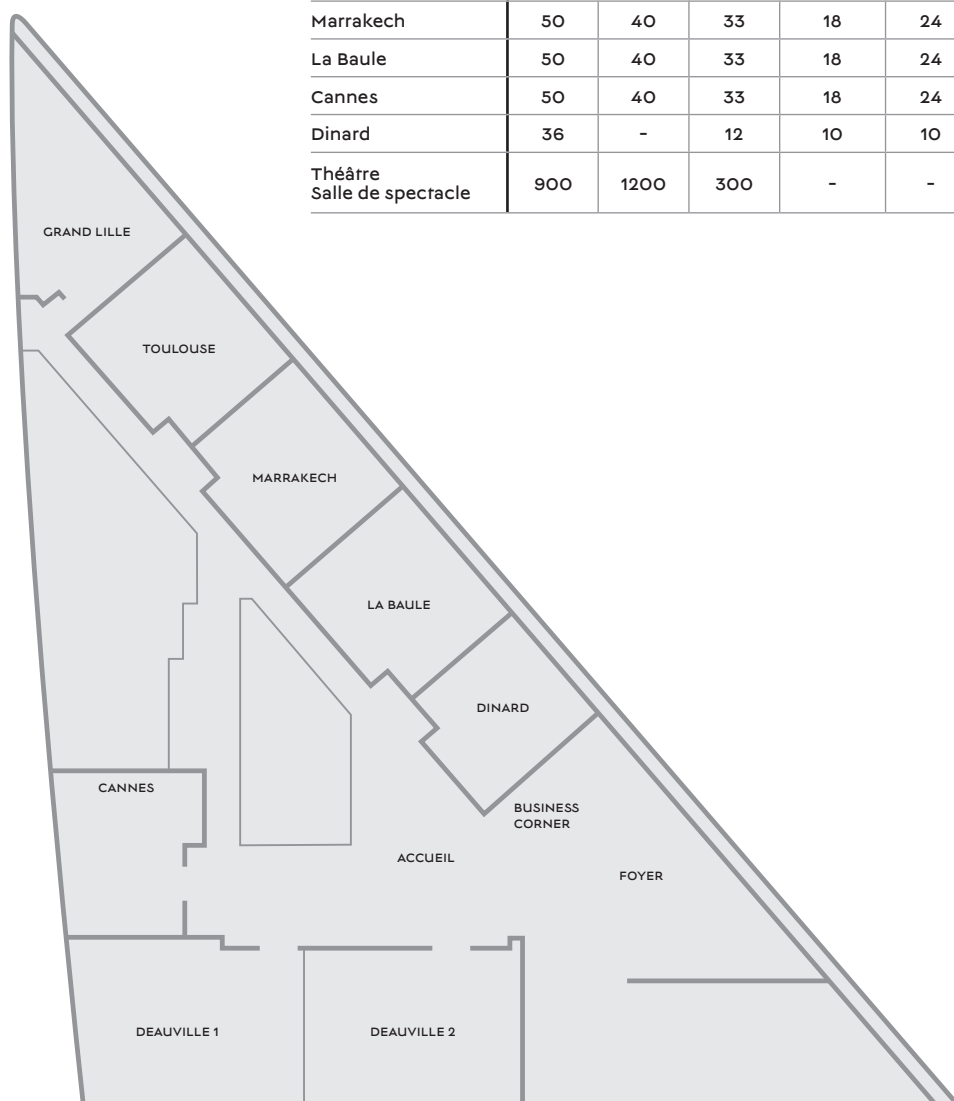 Marrakech 50 40 33 18 24
La Baule 50 40 33 18 24
Cannes 50 40 33 18 24
Dinard 36 - 12 10 10
Théâtre
Salle de spectacle 900 1200 300 - -
GRAND LILLE
TOULOUSE
MARRAKECH
LA BAULE
DINARD
CANNES
BUSINESS
CORNER
ACCUEIL
FOYER
DEAUVILLE 1
DEAUVILLE 2